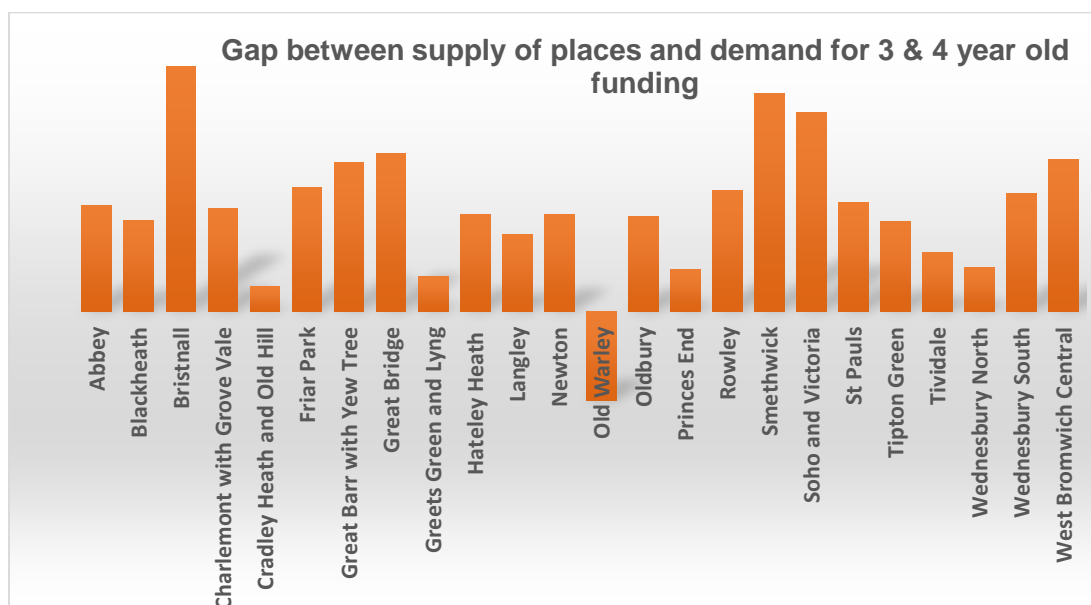 Gap between supply of places and demand for 3 & 4 year old
funding
Abbey
Blackheath
Bristnall
Charlemont with Grove Vale
Cradley Heath and Old Hill
Friar Park
Great Barr with Yew Tree
Great Bridge
Greets Green and Lyng
Hateley Heath
Langley
Newton
Old Warley
Oldbury
Princes End
Rowley
Smethwick
Soho and Victoria
St Pauls
Tipton Green
Tividale
Wednesbury North
Wednesbury South
West Bromwich Central